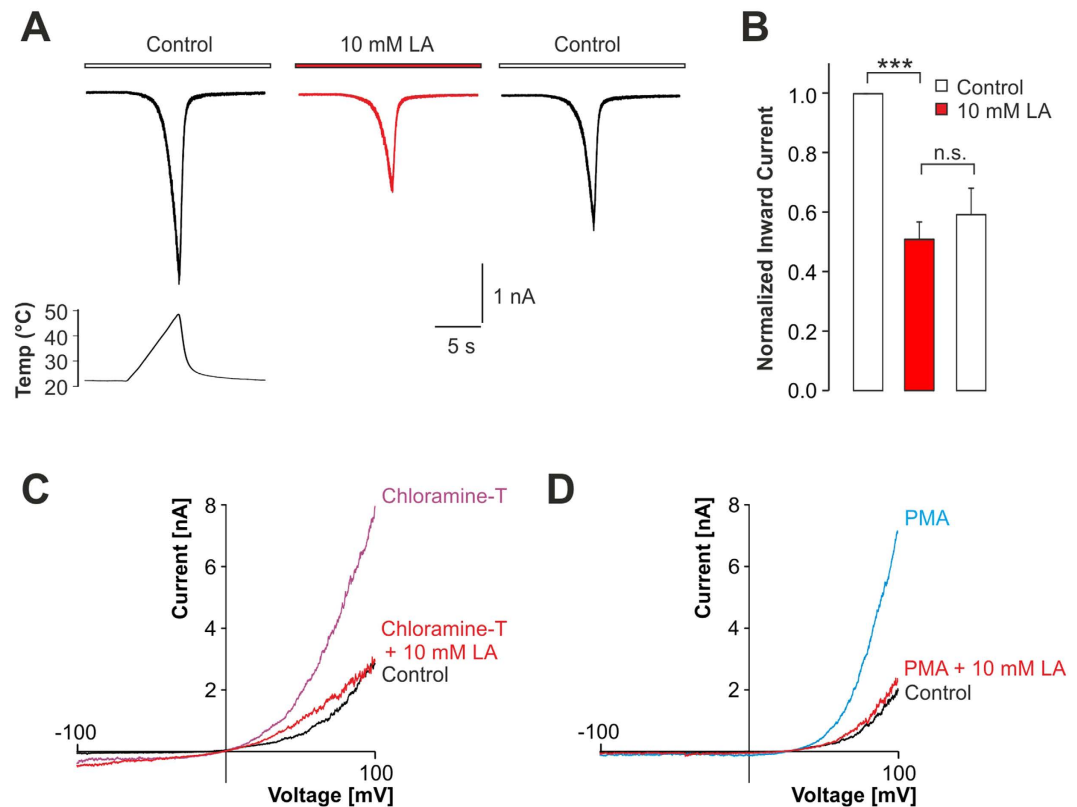 A
Control
10 mM LA
Control
1 nA
5 s
Temp (°C)
50
40
30
20
B
***
Control
10 mM LA
n.s.
Normalized Inward Current
1.0
0.8
0.6
0.4
0.2
0.0
C
Current [nA]
8
6
4
2
Chloramine-T
Chloramine-T
+ 10 mM LA
Control
-100
100
Voltage [mV]
D
Current [nA]
8
6
4
2
PMA
PMA + 10 mM LA
Control
-100
100
Voltage [mV]